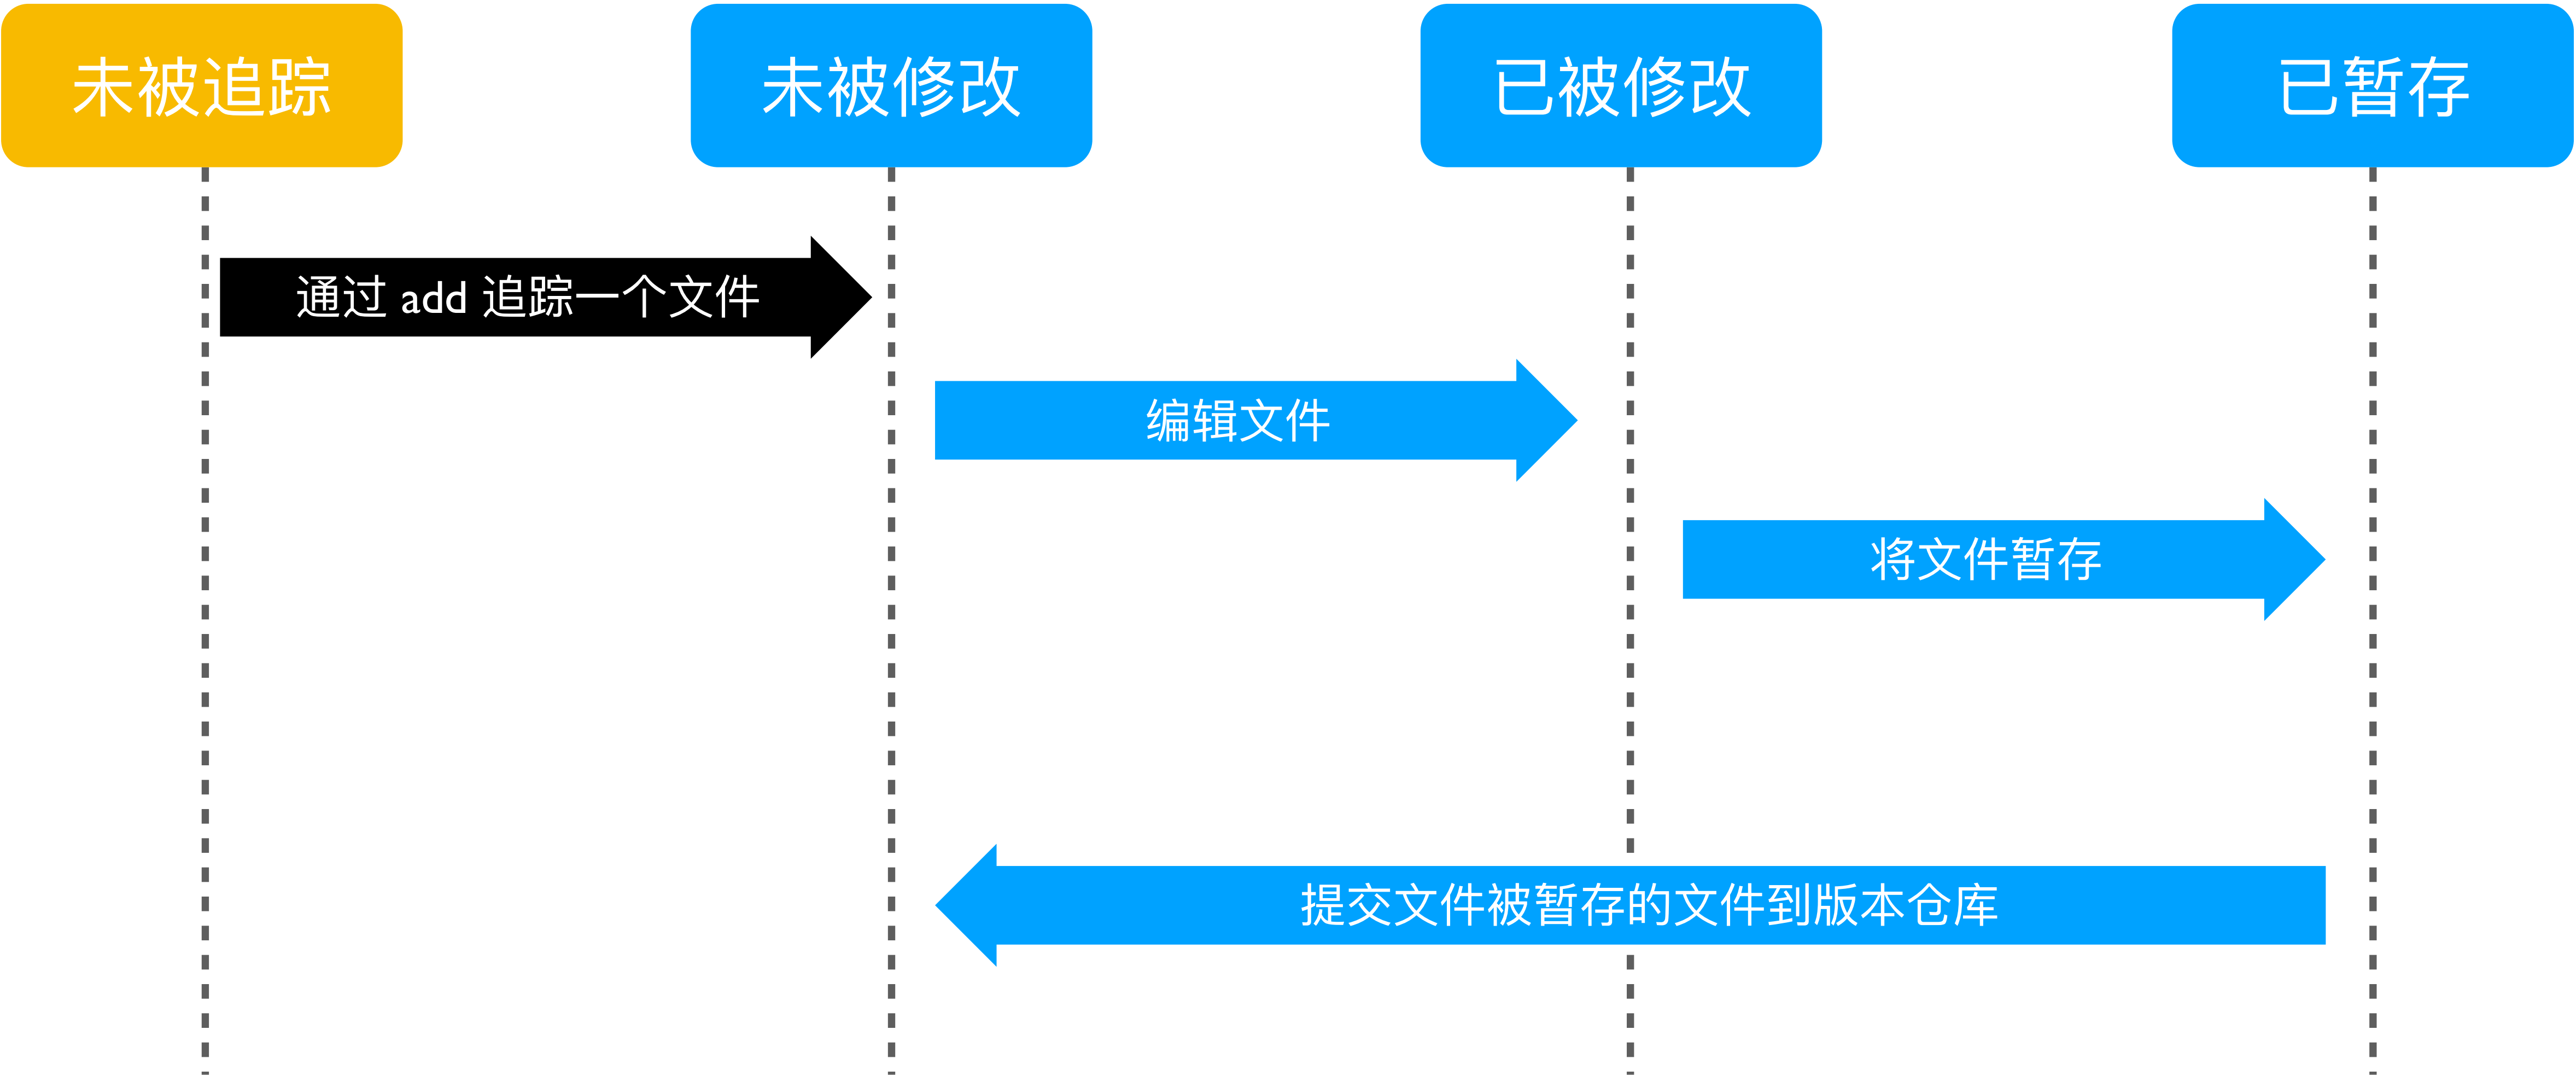 未被追踪
未被修改
已被修改
已暂存
通过 add 追踪一个文件
编辑文件
将文件暂存
提交文件被暂存的文件到版本仓库